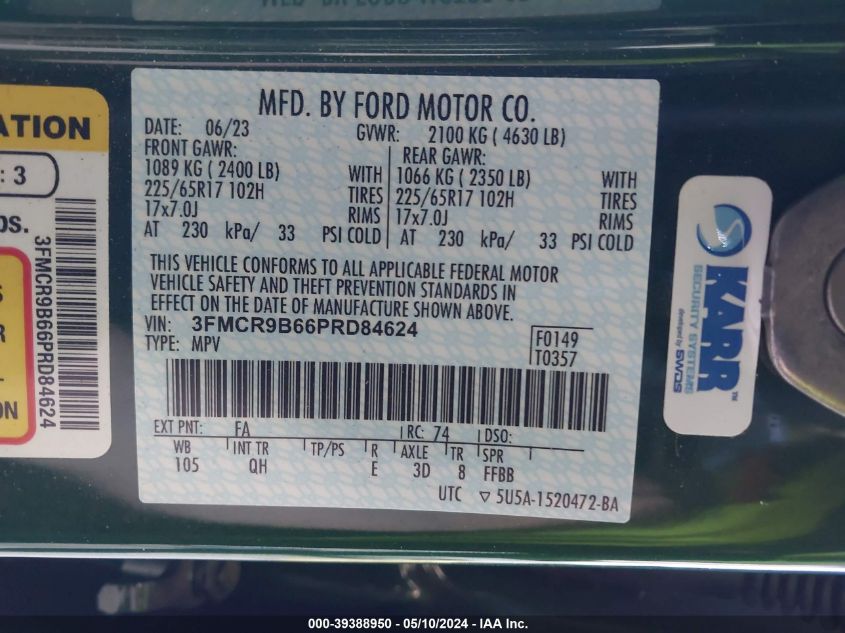 MFD. BY FORD MOTOR CO.
DATE: 06/23 GVWR: 2100 KG ( 4630 LB)
FRONT GAWR: REAR GAWR:
1089 KG ( 2400 LB) WITH 1066 KG ( 2350 LB) WITH
225/65R17 102H TIRES 225/65R17 102H TIRES
17x7.0J RIMS 17x7.0J RIMS
AT 230 kPa/ 33 PSI COLD AT 230 kPa/ 33 PSI COLD
THIS VEHICLE CONFORMS TO ALL APPLICABLE FEDERAL MOTOR
VEHICLE SAFETY AND THEFT PREVENTION STANDARDS IN
EFFECT ON THE DATE OF MANUFACTURE SHOWN ABOVE.
VIN: 3FMCR9B66PRD84624 F0149
TYPE: MPV T0357
EXT PNT: FA RC: 74 DSO:
WB INT TR TP/PS R AXLE TR SPR
105 QH E 3D 8 FFBB
UTC ▽ 5U5A-1520472-BA
ATION
: 3
bs.
3FMCR9B66PRD84624
S
R
L-
ON
S KARR™
SECURITY SYSTEMS
developed by SWDS
000-39388950 - 05/10/2024 - IAA Inc.